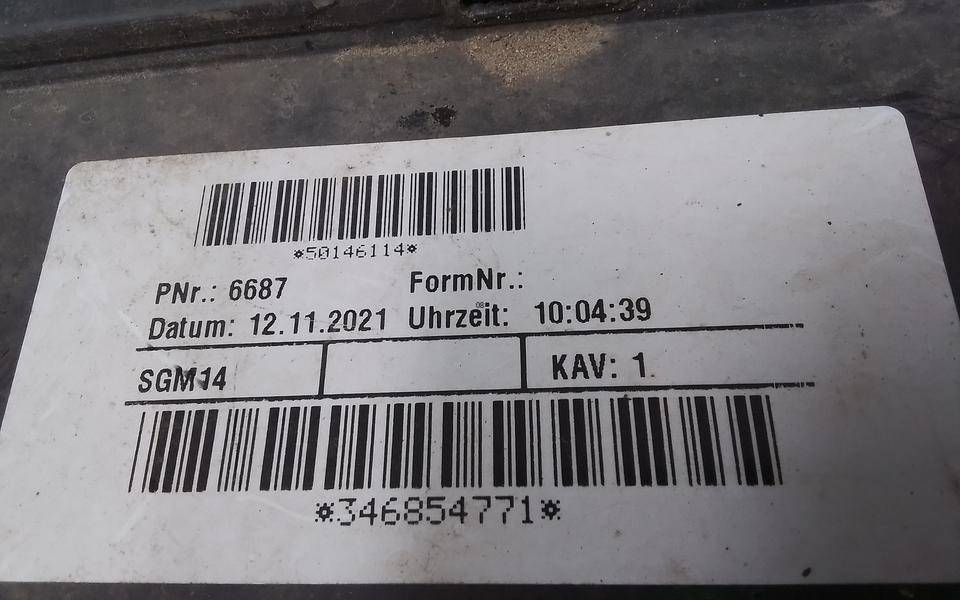 *50146114*
PNr.: 6687 FormNr.:
Datum: 12.11.2021 Uhrzeit: 10:04:39
SGM14 KAV: 1
*346854771*